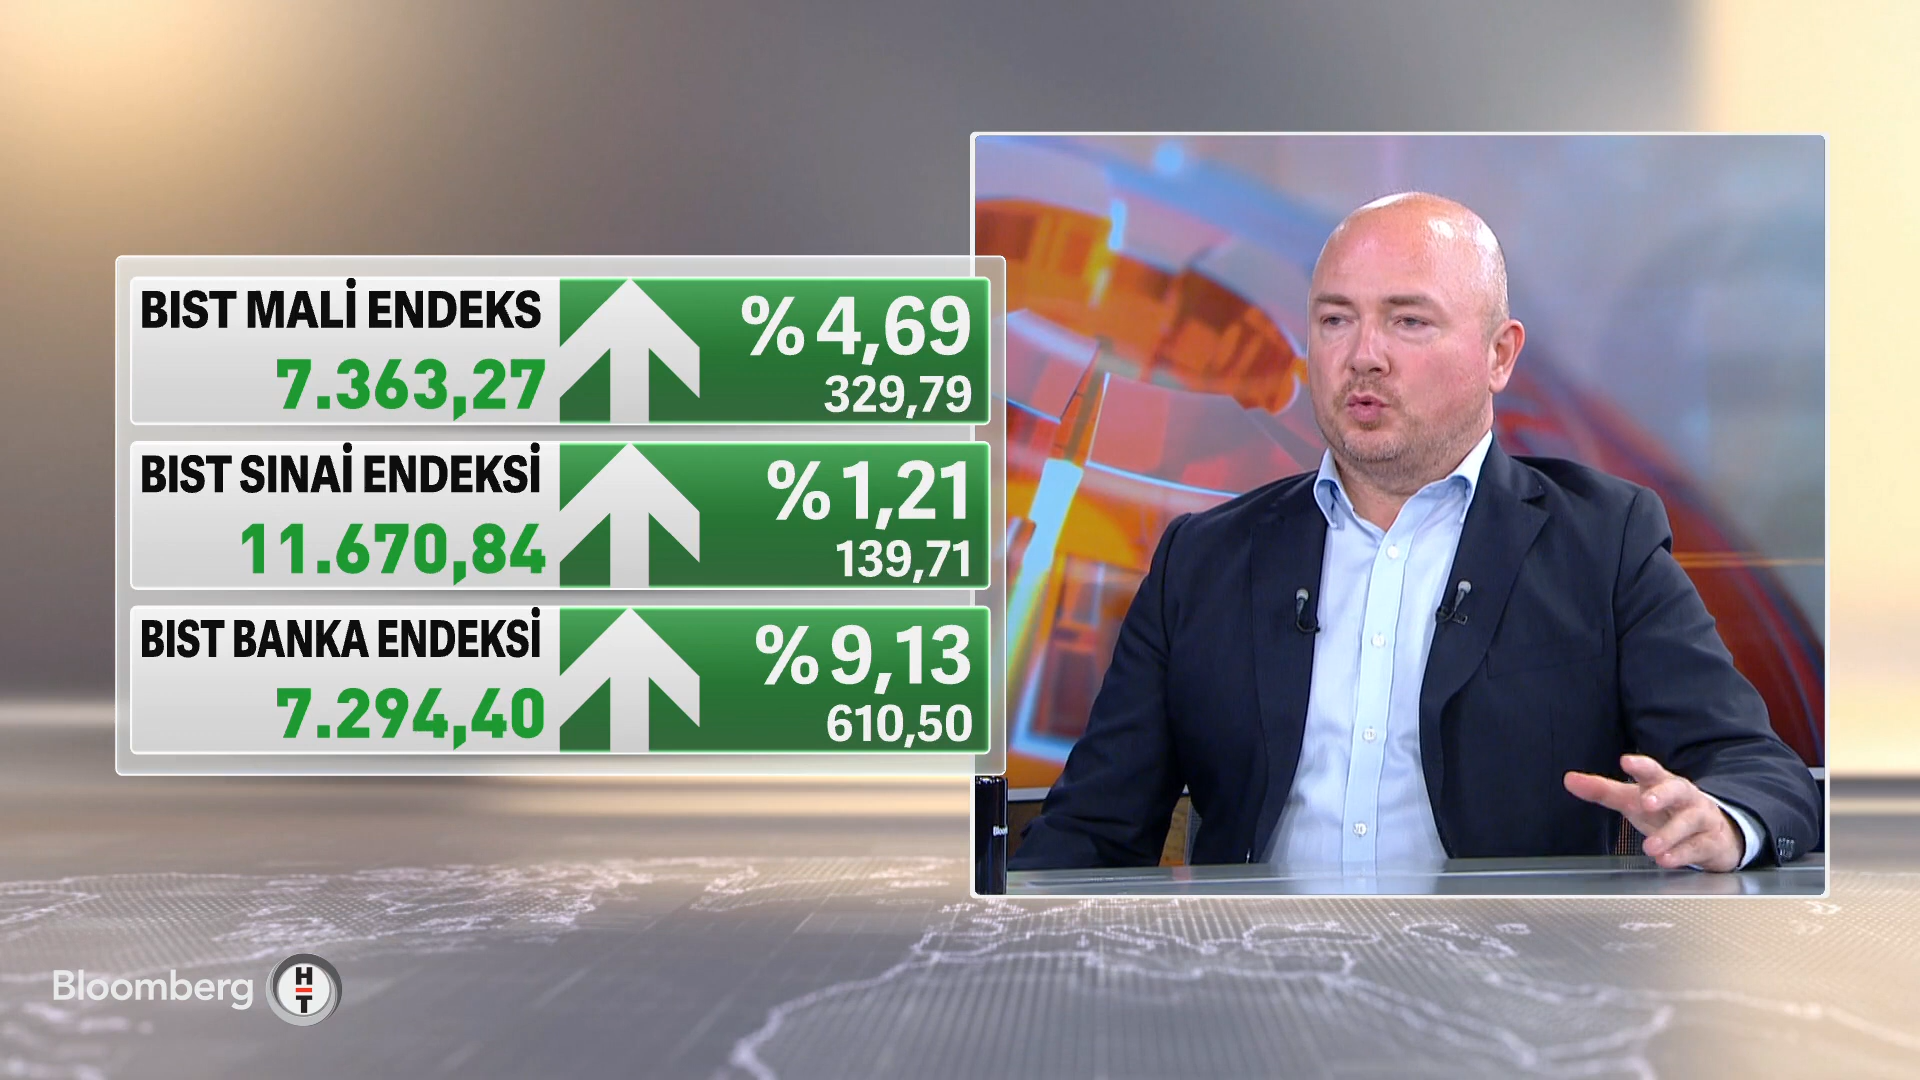 BIST MALİ ENDEKS
7.363,27
% 4,69
329,79
BIST SINAİ ENDEKSİ
11.670,84
% 1,21
139,71
BIST BANKA ENDEKSİ
7.294,40
% 9,13
610,50
Bloomberg
HT